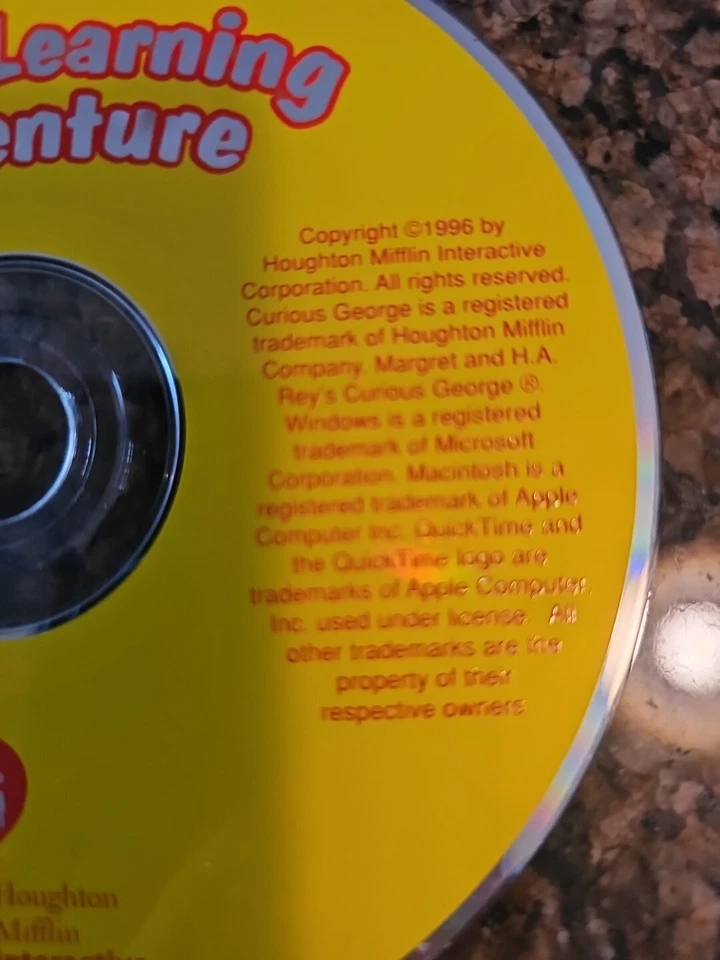 Learning
enture
Copyright ©1996 by
Houghton Mifflin Interactive
Corporation. All rights reserved.
Curious George is a registered
trademark of Houghton Mifflin
Company. Margret and H.A.
Rey's Curious George ®.
Windows is a registered
trademark of Microsoft
Corporation. Macintosh is a
registered trademark of Apple
Computer Inc. QuickTime and
the QuickTime logo are
trademarks of Apple Computer,
Inc. used under license. All
other trademarks are the
property of their
respective owners
Houghton
Mifflin